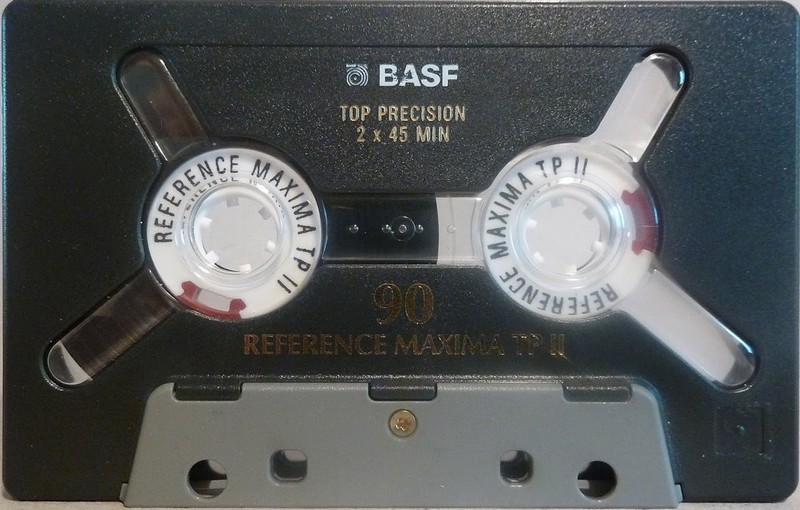 BASF
TOP PRECISION
2 x 45 MIN
REFERENCE MAXIMA TP II
REFERENCE MAXIMA TP II
90
REFERENCE MAXIMA TP II